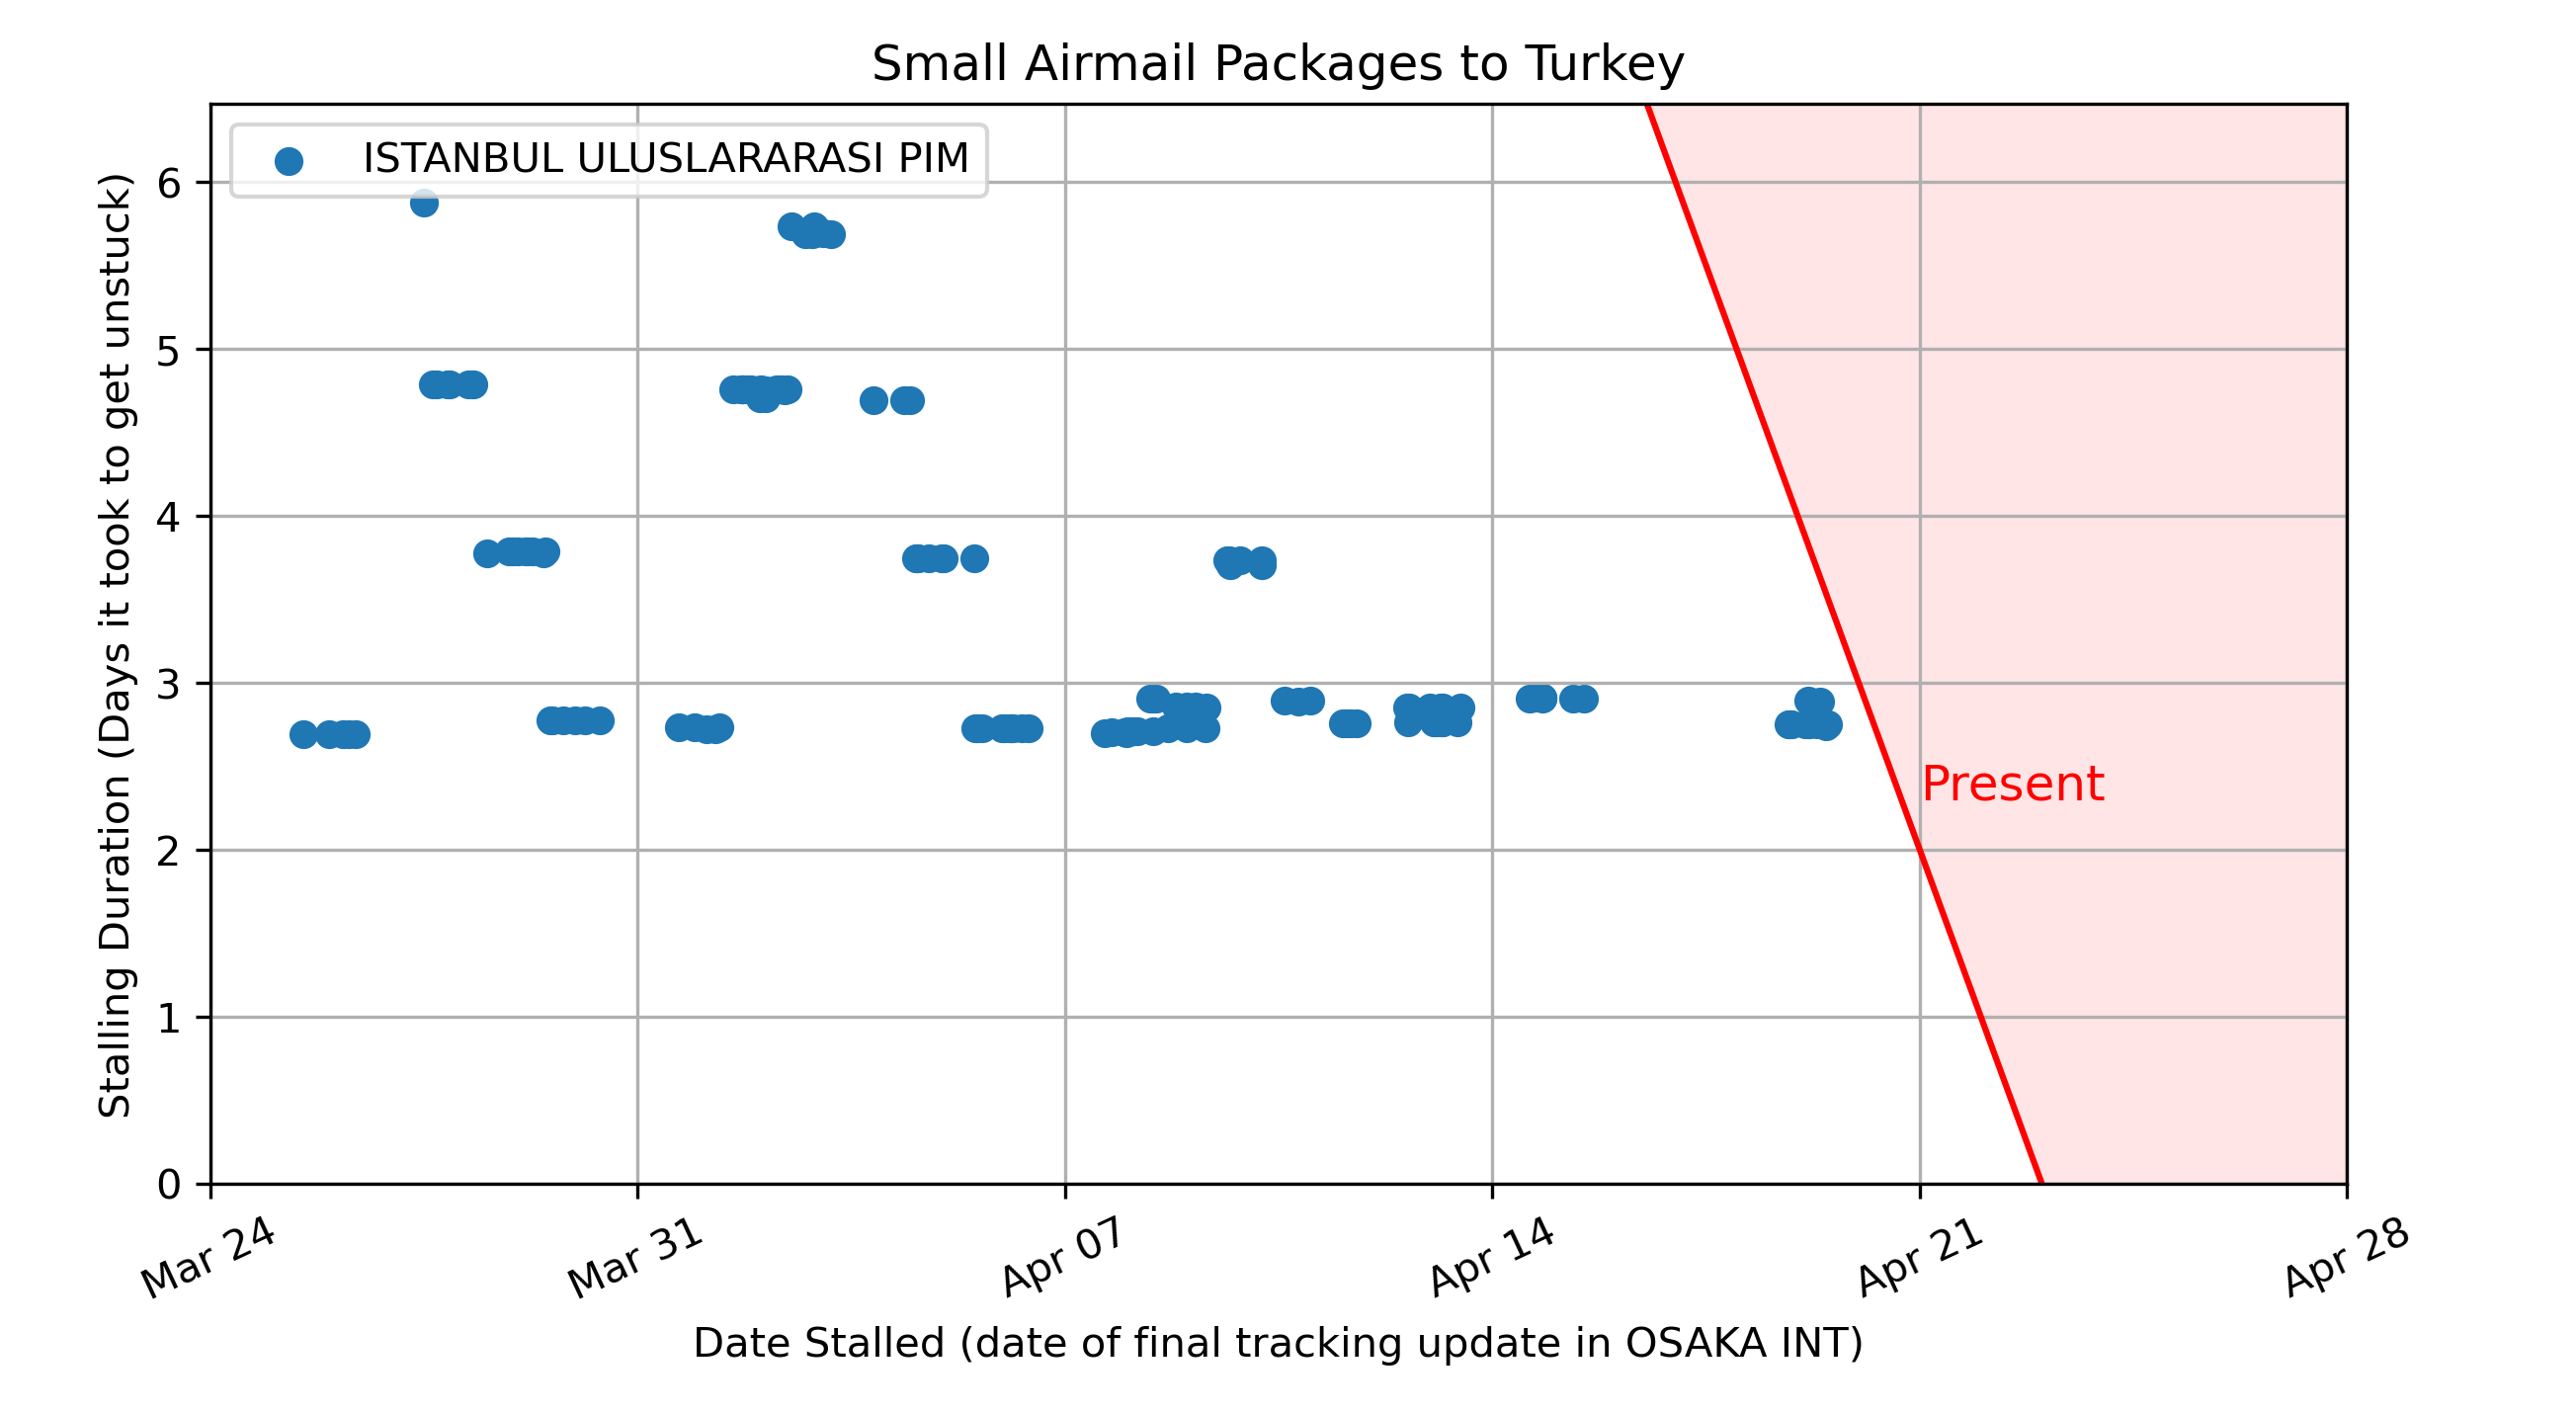 Small Airmail Packages to Turkey
ISTANBUL ULUSLARARASI PIM
Stalling Duration (Days it took to get unstuck)
6
5
4
3
2
1
0
Present
Mar 24
Mar 31
Apr 07
Apr 14
Apr 21
Apr 28
Date Stalled (date of final tracking update in OSAKA INT)